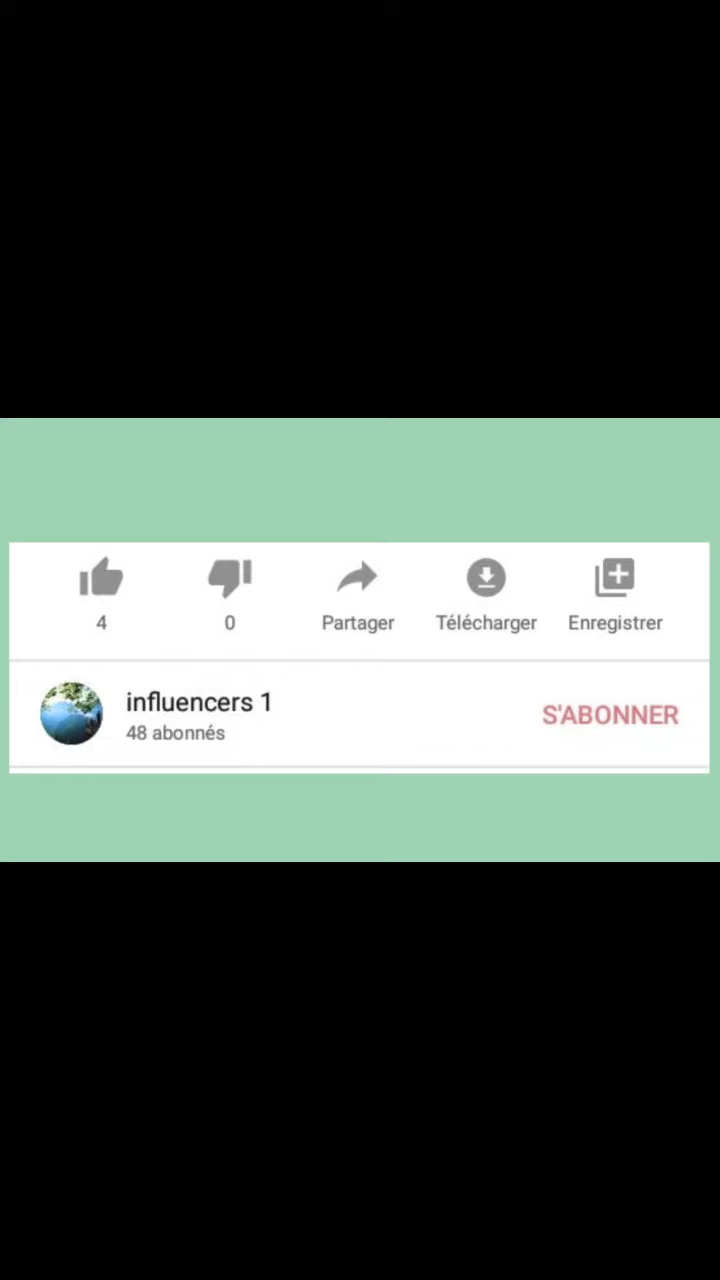 4
0
Partager
Télécharger
Enregistrer
influencers 1
48 abonnés
S'ABONNER